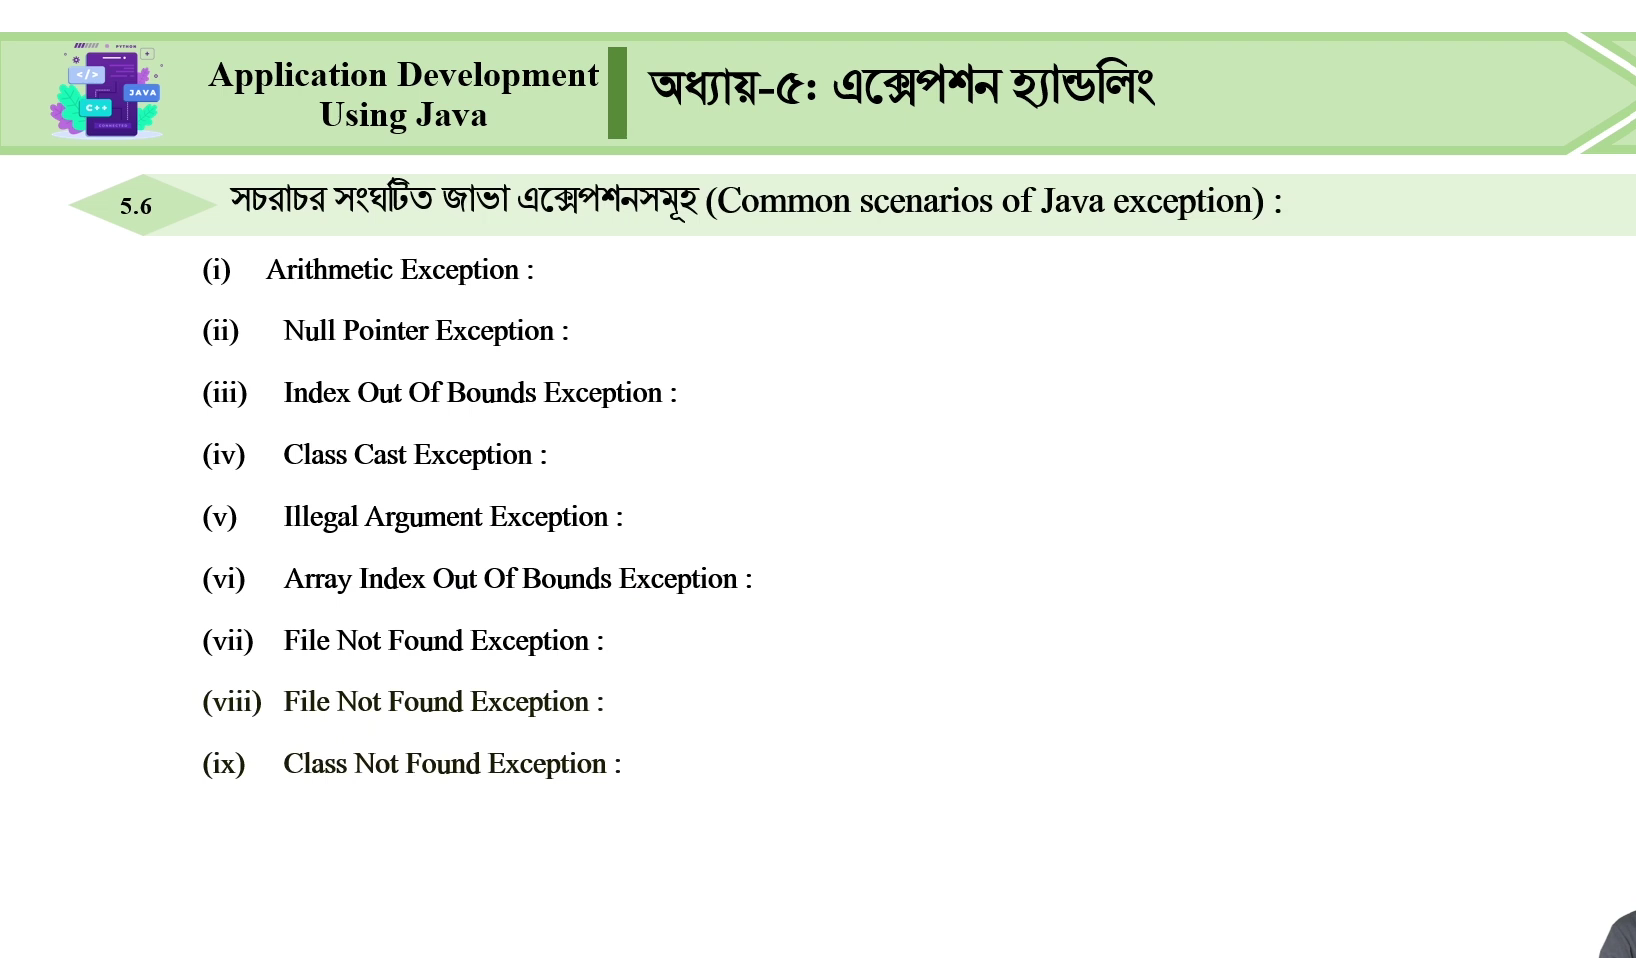 PYTHON
</>
JAVA
C++
Application Development
Using Java
অধ্যায়-৫: এক্সেপশন হ্যান্ডলিং
5.6
সচরাচর সংঘটিত জাভা এক্সেপশনসমূহ (Common scenarios of Java exception) :
(i) Arithmetic Exception :
(ii) Null Pointer Exception :
(iii) Index Out Of Bounds Exception :
(iv) Class Cast Exception :
(v) Illegal Argument Exception :
(vi) Array Index Out Of Bounds Exception :
(vii) File Not Found Exception :
(viii) File Not Found Exception :
(ix) Class Not Found Exception :